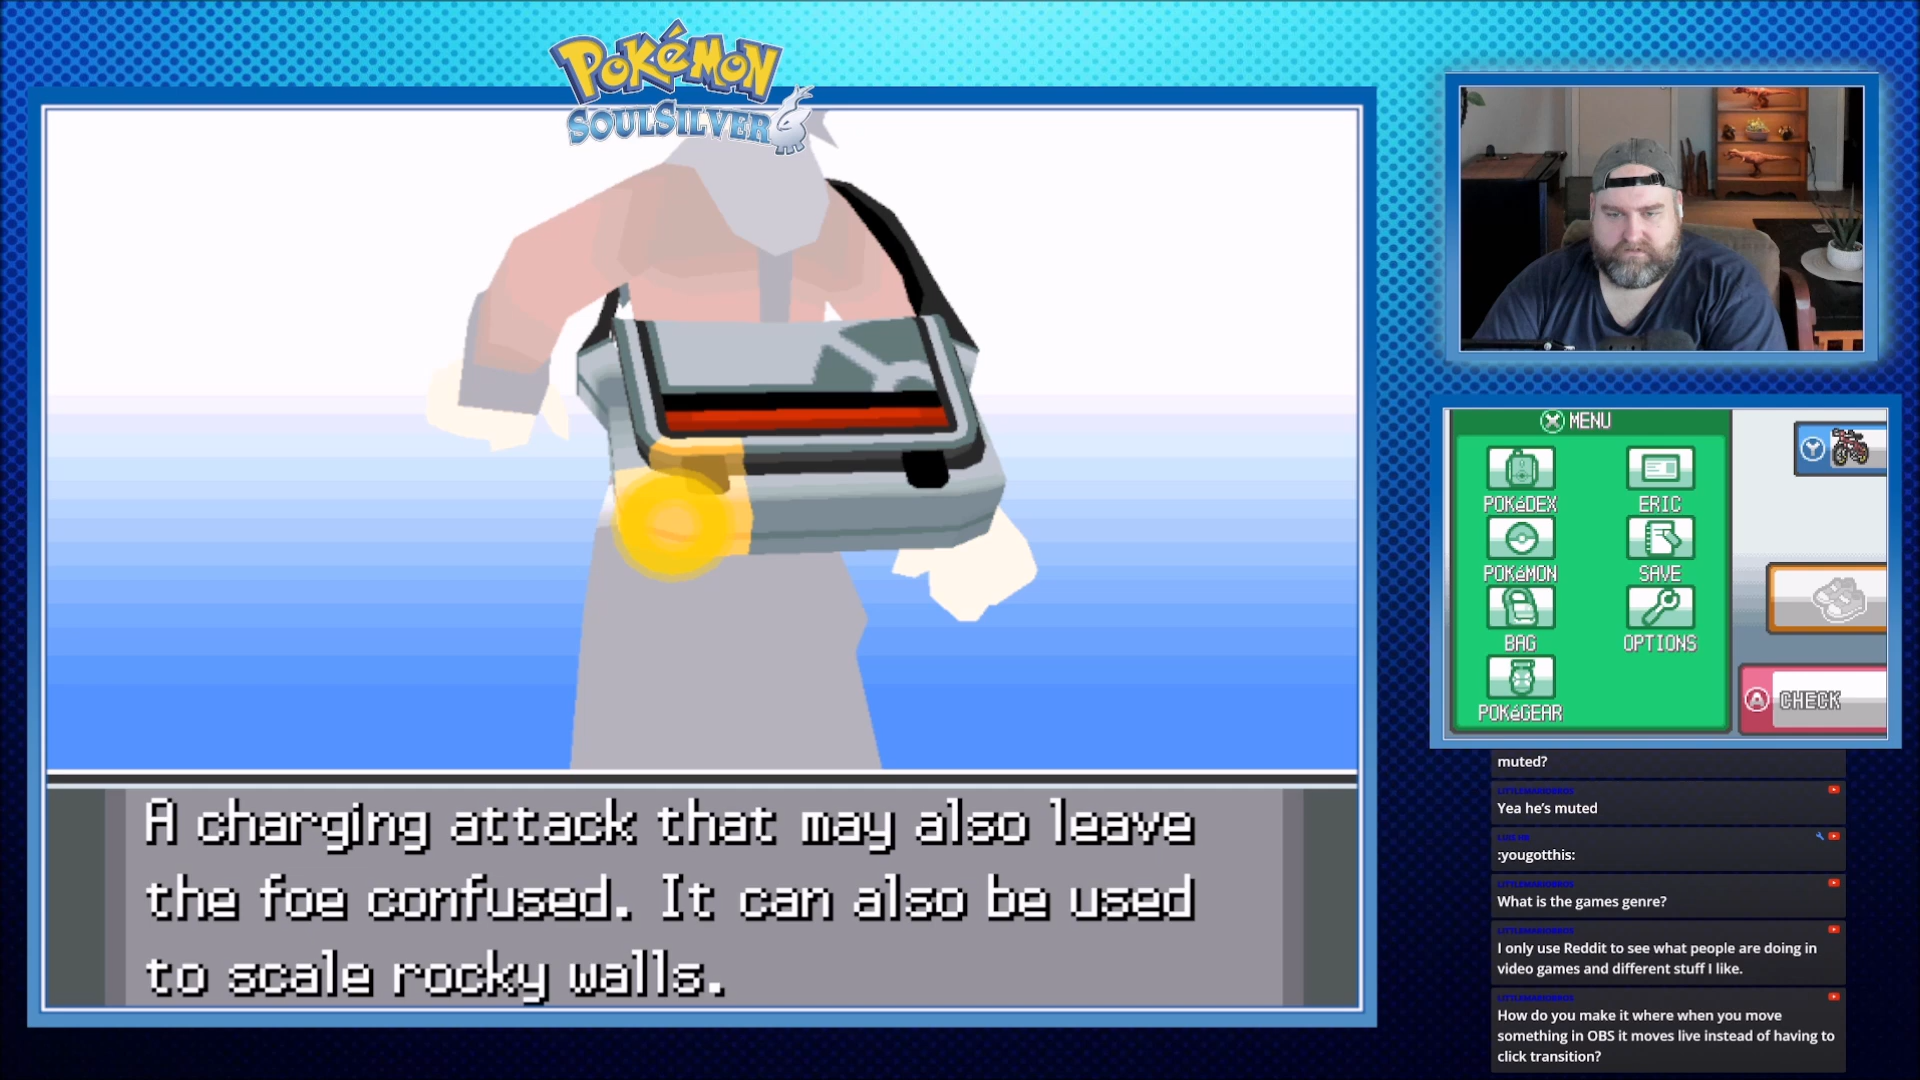 POKéMON
SOULSILVER
A charging attack that may also leave
the foe confused. It can also be used
to scale rocky walls.
X MENU
POKéDEX
ERIC
POKéMON
SAVE
BAG
OPTIONS
POKéGEAR
Y
A CHECK
muted?
LITTLEMARIOBROS
Yea he's muted
:yougotthis:
LITTLEMARIOBROS
What is the games genre?
LITTLEMARIOBROS
I only use Reddit to see what people are doing in
video games and different stuff I like.
LITTLEMARIOBROS
How do you make it where when you move
something in OBS it moves live instead of having to
click transition?